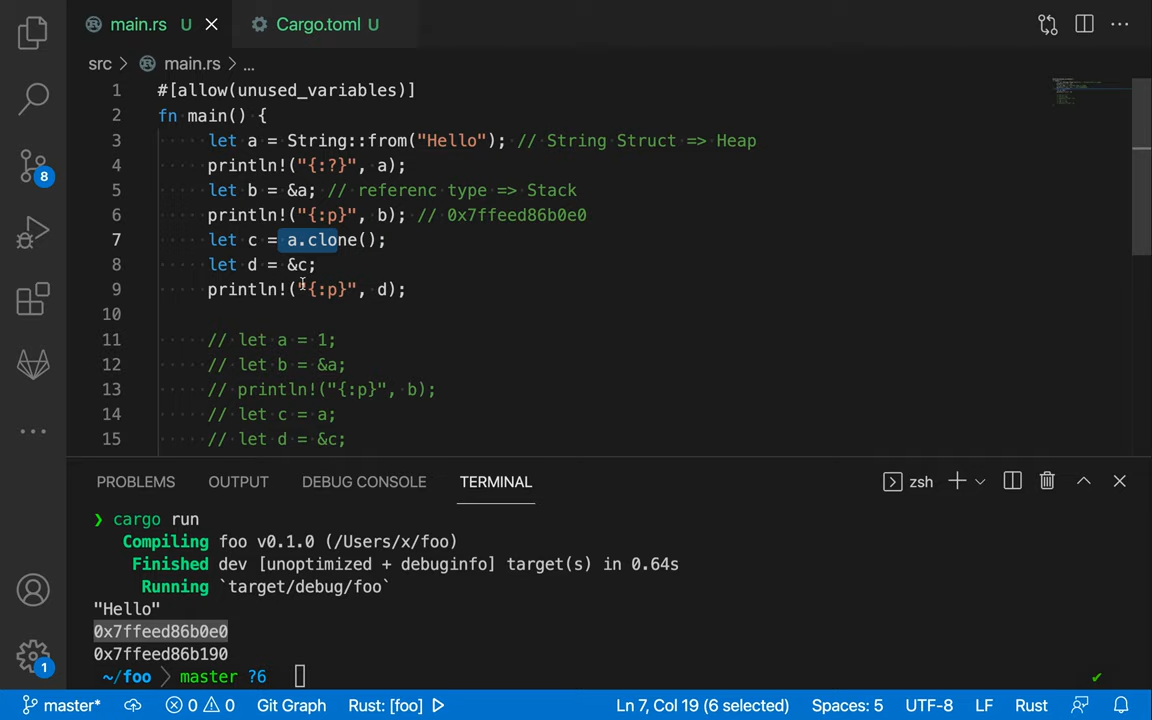 main.rs U Cargo.toml U
src > main.rs > ...
1 #[allow(unused_variables)]
2 fn main() {
3 let a = String::from("Hello"); // String Struct => Heap
4 println!("{:?}", a);
5 let b = &a; // referenc type => Stack
6 println!("{:p}", b); // 0x7ffeed86b0e0
7 let c = a.clone();
8 let d = &c;
9 println!("{:p}", d);
10
11 // let a = 1;
12 // let b = &a;
13 // println!("{:p}", b);
14 // let c = a;
15 // let d = &c;
8
PROBLEMS OUTPUT DEBUG CONSOLE TERMINAL zsh
❯ cargo run
Compiling foo v0.1.0 (/Users/x/foo)
Finished dev [unoptimized + debuginfo] target(s) in 0.64s
Running `target/debug/foo`
"Hello"
0x7ffeed86b0e0
0x7ffeed86b190
~/foo > master ?6
1
master* 0 0 Git Graph Rust: [foo] Ln 7, Col 19 (6 selected) Spaces: 5 UTF-8 LF Rust